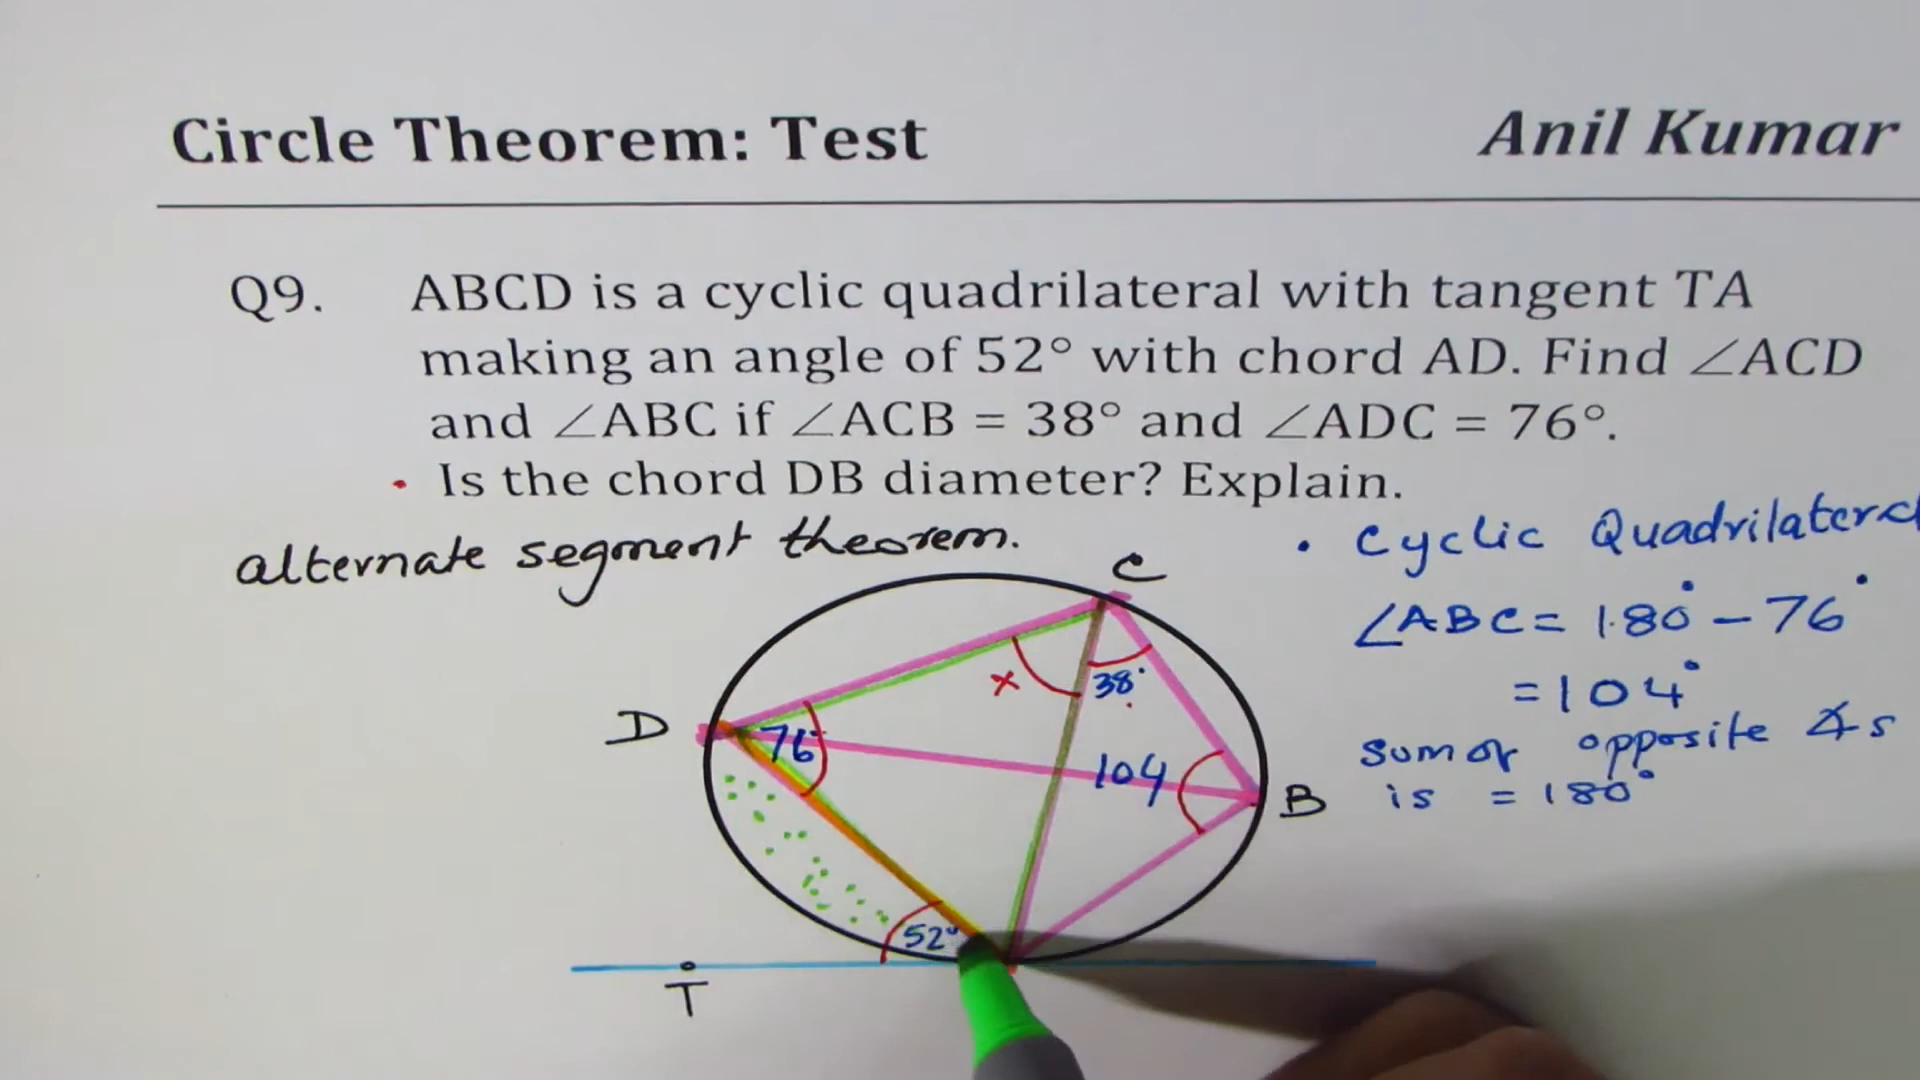 Circle Theorem: Test
Anil Kumar
Q9. ABCD is a cyclic quadrilateral with tangent TA
making an angle of 52° with chord AD. Find ∠ACD
and ∠ABC if ∠ACB = 38° and ∠ADC = 76°.
• Is the chord DB diameter? Explain.
alternate segment theorem.
C
x
38°
D
76°
104
B
52°
T
• Cyclic Quadrilateral
∠ABC = 180° - 76°
= 104°
sum of opposite ∡s
is = 180°